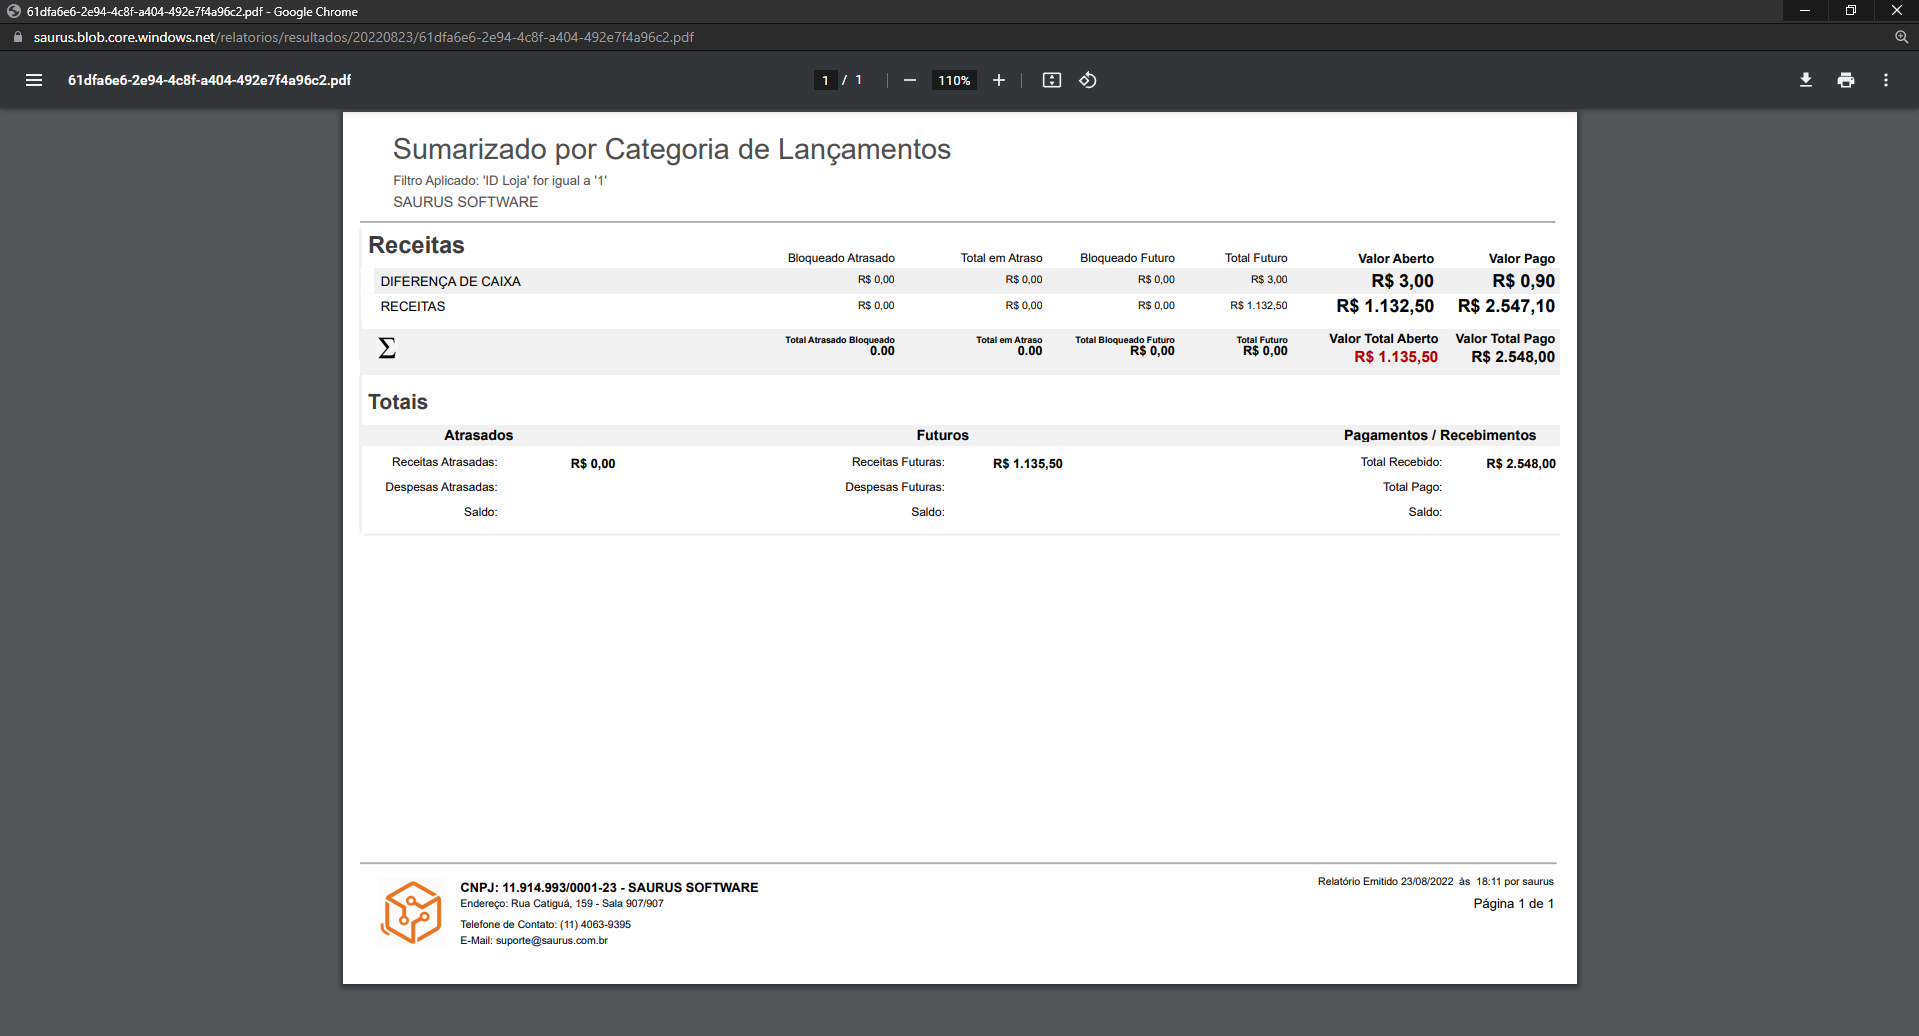 61dfa6e6-2e94-4c8f-a404-492e7f4a96c2.pdf - Google Chrome
saurus.blob.core.windows.net/relatorios/resultados/20220823/61dfa6e6-2e94-4c8f-a404-492e7f4a96c2.pdf
61dfa6e6-2e94-4c8f-a404-492e7f4a96c2.pdf 1 / 1 110%
Sumarizado por Categoria de Lançamentos
Filtro Aplicado: 'ID Loja' for igual a '1'
SAURUS SOFTWARE
Receitas
Bloqueado Atrasado Total em Atraso Bloqueado Futuro Total Futuro Valor Aberto Valor Pago
DIFERENÇA DE CAIXA R$ 0,00 R$ 0,00 R$ 0,00 R$ 3,00 R$ 3,00 R$ 0,90
RECEITAS R$ 0,00 R$ 0,00 R$ 0,00 R$ 1.132,50 R$ 1.132,50 R$ 2.547,10
Total Atrasado Bloqueado Total em Atraso Total Bloqueado Futuro Total Futuro Valor Total Aberto Valor Total Pago
Σ 0.00 0.00 R$ 0,00 R$ 0,00 R$ 1.135,50 R$ 2.548,00
Totais
Atrasados Futuros Pagamentos / Recebimentos
Receitas Atrasadas: R$ 0,00 Receitas Futuras: R$ 1.135,50 Total Recebido: R$ 2.548,00
Despesas Atrasadas: Despesas Futuras: Total Pago:
Saldo: Saldo: Saldo:
CNPJ: 11.914.993/0001-23 - SAURUS SOFTWARE
Endereço: Rua Catiguá, 159 - Sala 907/907
Telefone de Contato: (11) 4063-9395
E-Mail: suporte@saurus.com.br
Relatório Emitido 23/08/2022 às 18:11 por saurus
Página 1 de 1